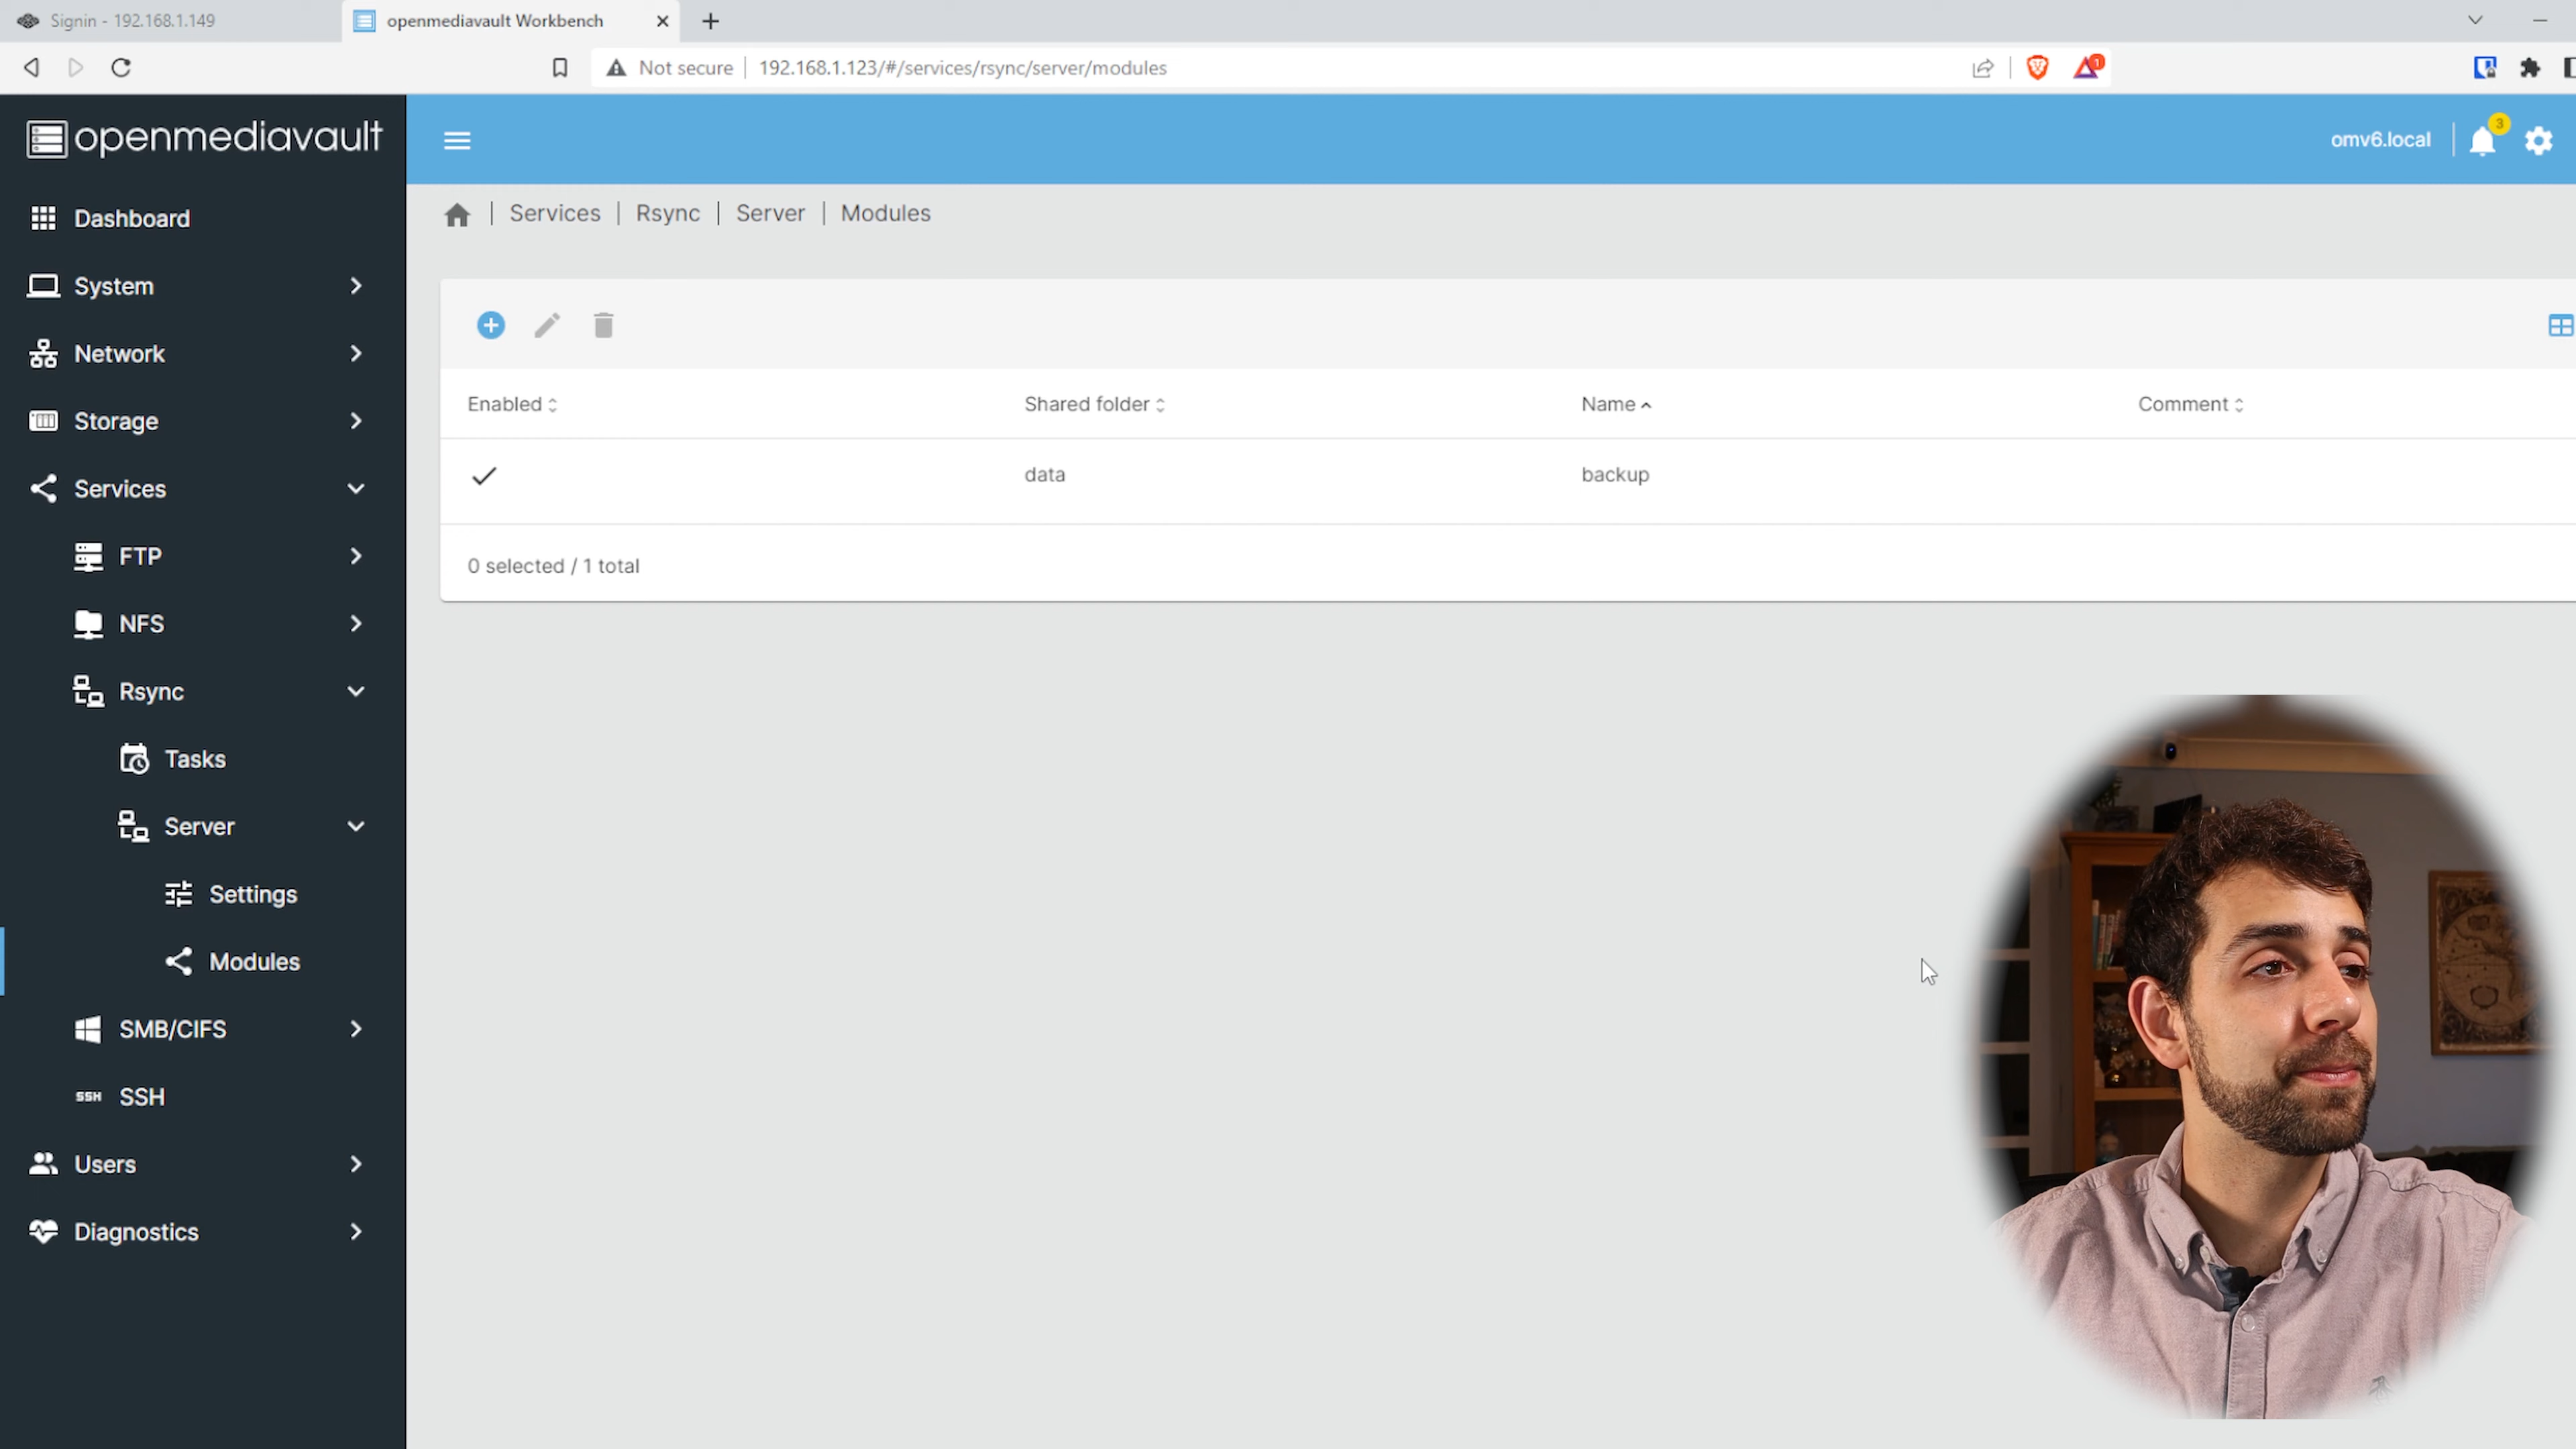 Signin - 192.168.1.149
openmediavault Workbench
Not secure
192.168.1.123/#/services/rsync/server/modules
1
openmediavault
omv6.local
3
Services | Rsync | Server | Modules
Dashboard
System
Network
Storage
Services
FTP
NFS
Rsync
Tasks
Server
Settings
Modules
SMB/CIFS
SSH SSH
Users
Diagnostics
Enabled Shared folder Name Comment
data backup
0 selected / 1 total